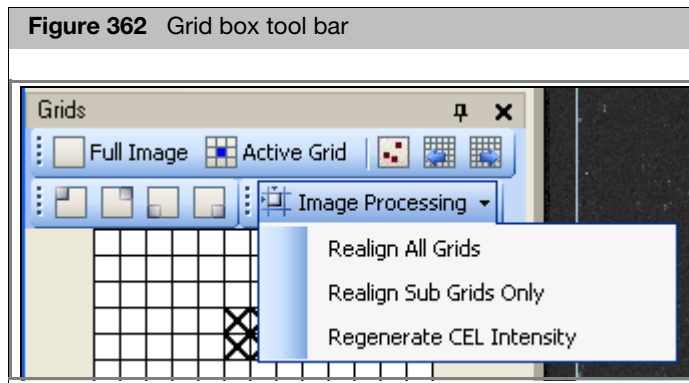 Figure 362 Grid box tool bar
Grids
Full Image Active Grid
Image Processing
Realign All Grids
Realign Sub Grids Only
Regenerate CEL Intensity